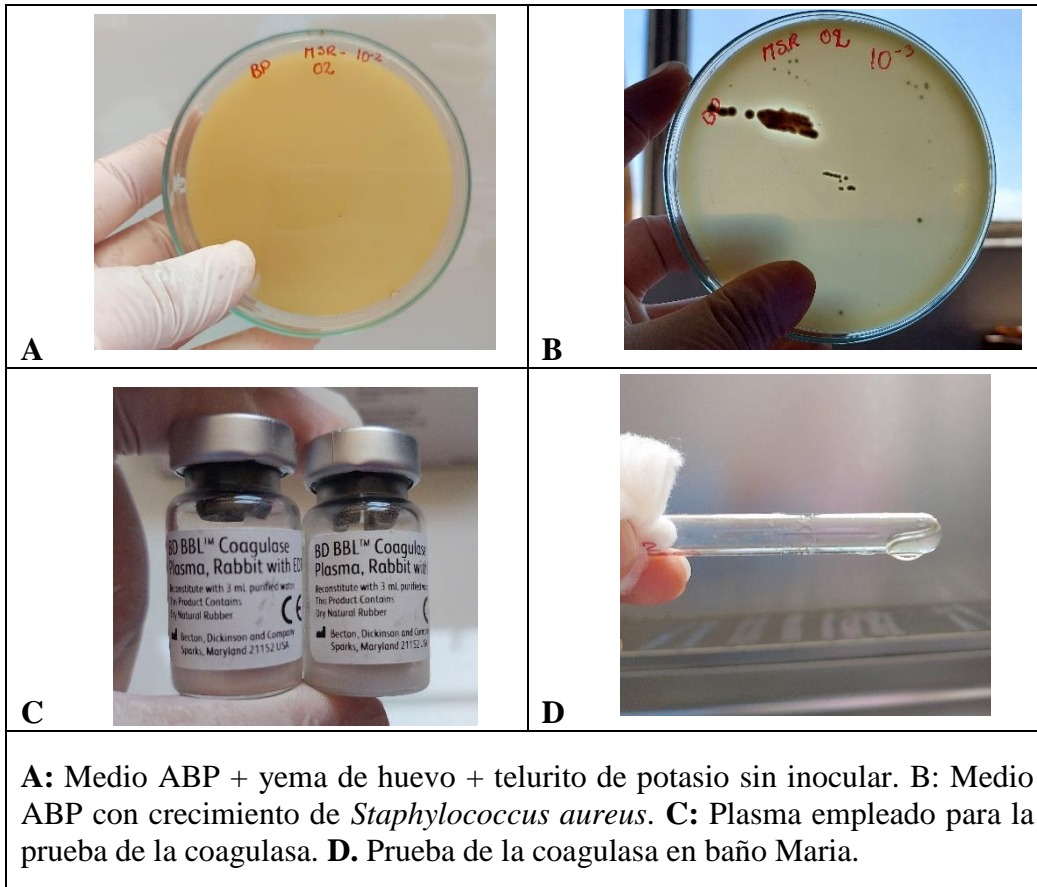 BP MSR - 10-2
02
MSR 02 10-3
BP
A
B
BD BBL™ Coagulase
Plasma, Rabbit with ED
Reconstitute with 3 mL purified water
This Product Contains
Dry Natural Rubber
CE
Becton, Dickinson and Company
Sparks, Maryland 21152 USA
BD BBL™ Coagulase
Plasma, Rabbit with
Reconstitute with 3 mL purified
This Product Contains
Dry Natural Rubber
Becton, Dickinson and
Sparks, Maryland 21152 USA
C
D
A: Medio ABP + yema de huevo + telurito de potasio sin inocular. B: Medio
ABP con crecimiento de Staphylococcus aureus. C: Plasma empleado para la
prueba de la coagulasa. D. Prueba de la coagulasa en baño Maria.